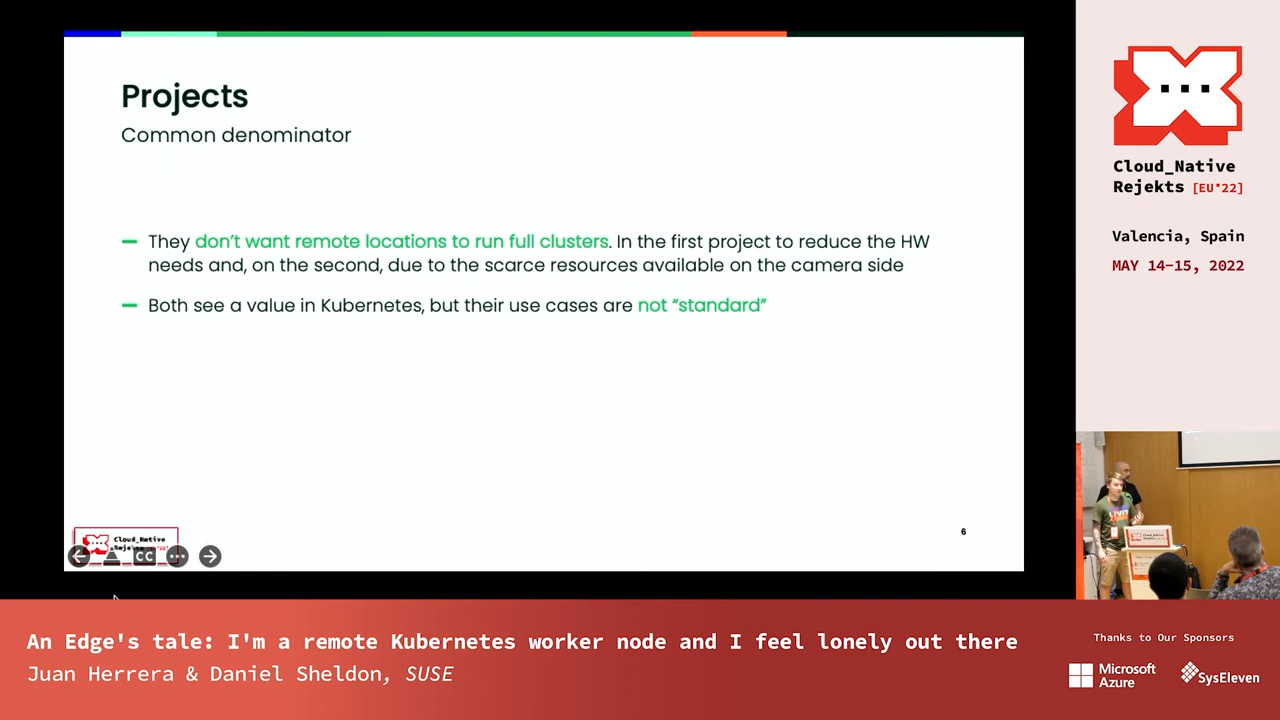 Projects
Common denominator
They don't want remote locations to run full clusters. In the first project to reduce the HW
needs and, on the second, due to the scarce resources available on the camera side
Both see a value in Kubernetes, but their use cases are not “standard”
6
Cloud_Native
CC
Cloud_Native
Rejekts [EU'22]
Valencia, Spain
MAY 14-15, 2022
An Edge's tale: I'm a remote Kubernetes worker node and I feel lonely out there
Juan Herrera & Daniel Sheldon, SUSE
Thanks to Our Sponsors
Microsoft
Azure
SysEleven